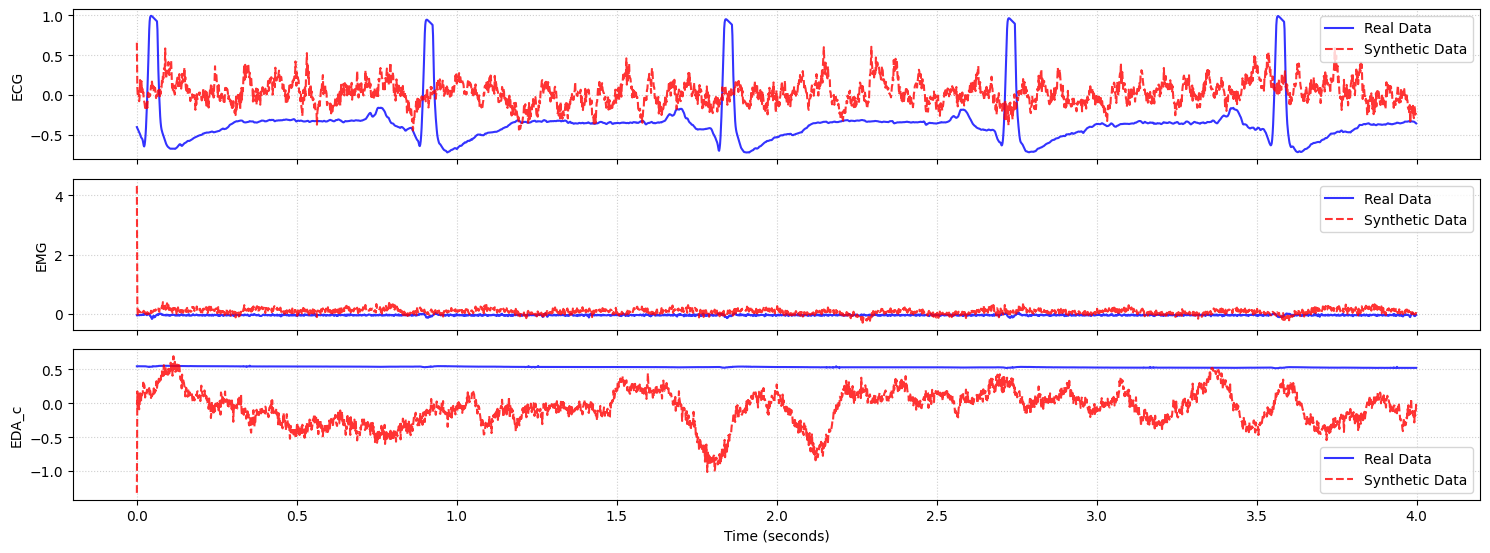 1.0
0.5
0.0
−0.5
ECG
Real Data
Synthetic Data
4
2
0
EMG
Real Data
Synthetic Data
0.5
0.0
−0.5
−1.0
EDA_c
Real Data
Synthetic Data
0.0 0.5 1.0 1.5 2.0 2.5 3.0 3.5 4.0
Time (seconds)